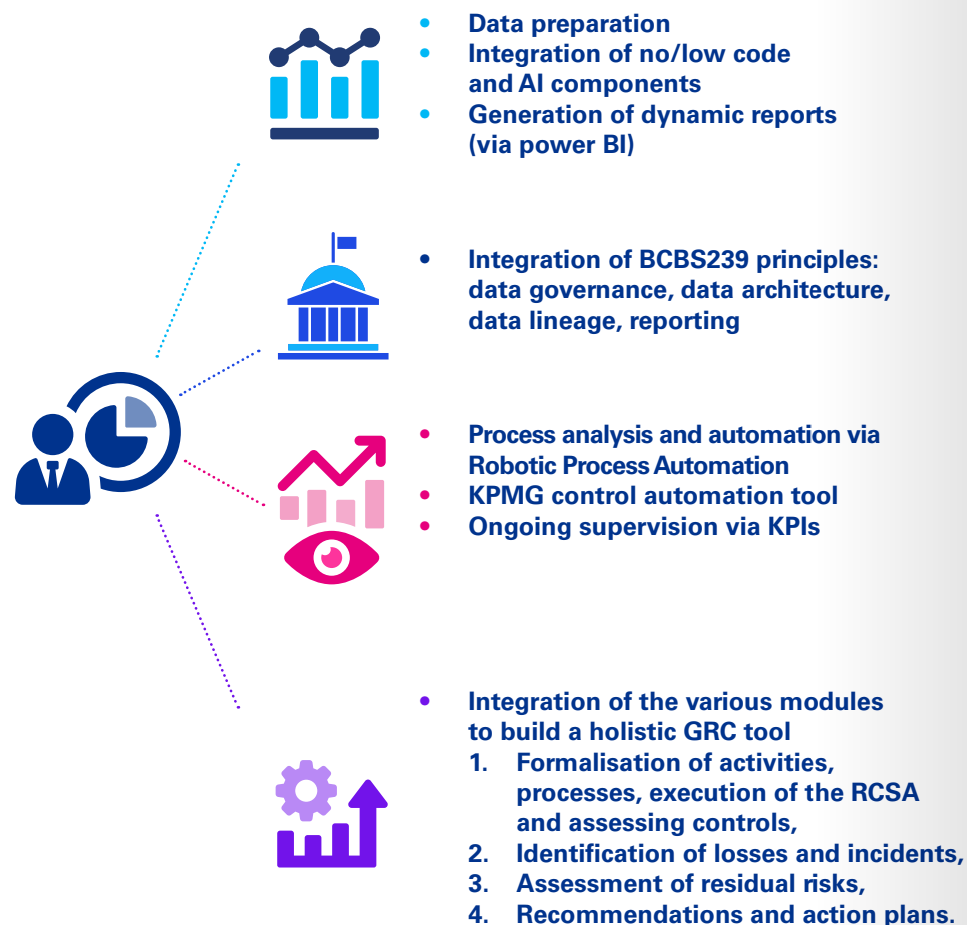 • Data preparation
• Integration of no/low code
and AI components
• Generation of dynamic reports
(via power BI)
• Integration of BCBS239 principles:
data governance, data architecture,
data lineage, reporting
• Process analysis and automation via
Robotic Process Automation
• KPMG control automation tool
• Ongoing supervision via KPIs
• Integration of the various modules
to build a holistic GRC tool
1. Formalisation of activities,
processes, execution of the RCSA
and assessing controls,
2. Identification of losses and incidents,
3. Assessment of residual risks,
4. Recommendations and action plans.